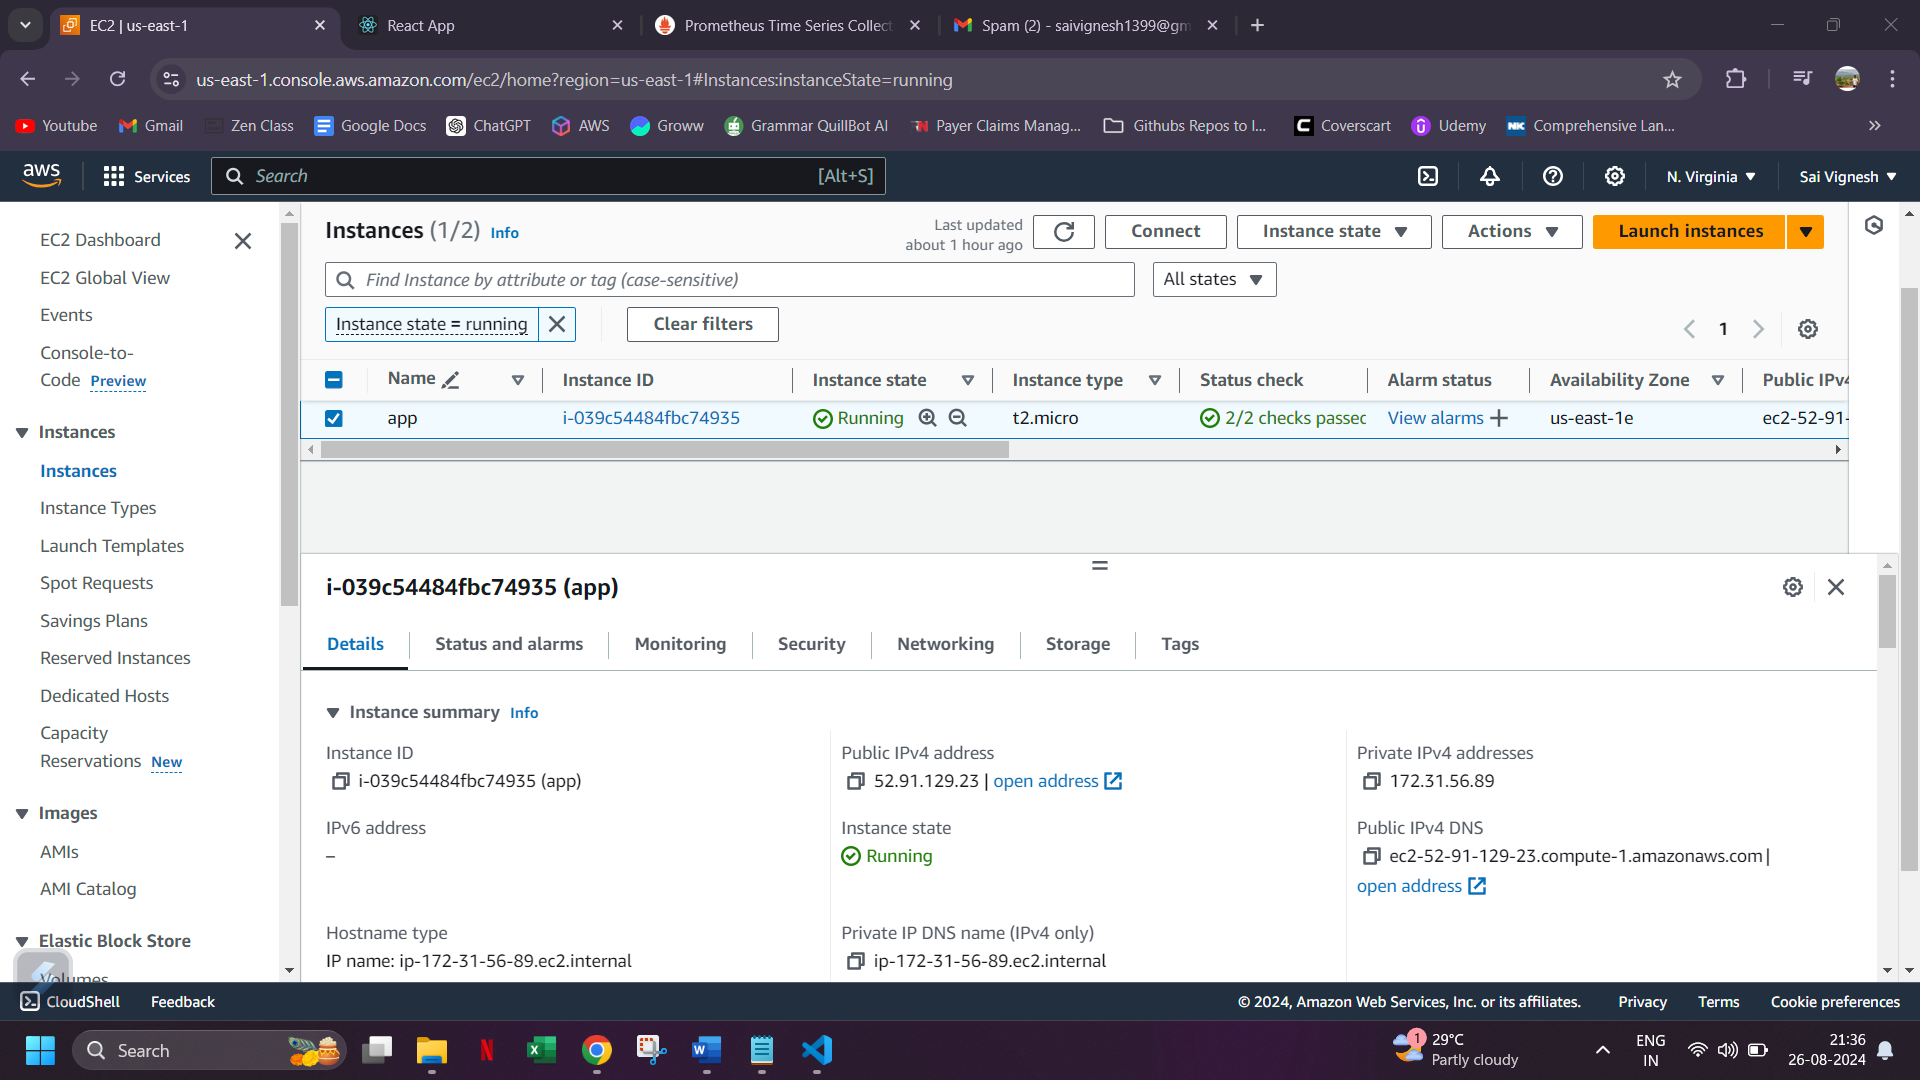 EC2 | us-east-1
React App
Prometheus Time Series Collect
Spam (2) - saivignesh1399@gm
us-east-1.console.aws.amazon.com/ec2/home?region=us-east-1#Instances:instanceState=running
Youtube
Gmail
Zen Class
Google Docs
ChatGPT
AWS
Groww
Grammar QuillBot AI
Payer Claims Manag...
Githubs Repos to I...
Coverscart
Udemy
Comprehensive Lan...
aws
Services
Search
[Alt+S]
N. Virginia
Sai Vignesh
EC2 Dashboard
EC2 Global View
Events
Console-to-
Code Preview
Instances
Instances
Instance Types
Launch Templates
Spot Requests
Savings Plans
Reserved Instances
Dedicated Hosts
Capacity
Reservations New
Images
AMIs
AMI Catalog
Elastic Block Store
Volumes
Instances (1/2) Info
Last updated
about 1 hour ago
Connect
Instance state
Actions
Launch instances
Find Instance by attribute or tag (case-sensitive)
All states
Instance state = running
Clear filters
1
Name
Instance ID
Instance state
Instance type
Status check
Alarm status
Availability Zone
Public IPv4
app
i-039c54484fbc74935
Running
t2.micro
2/2 checks passed
View alarms
us-east-1e
ec2-52-91-
i-039c54484fbc74935 (app)
Details
Status and alarms
Monitoring
Security
Networking
Storage
Tags
Instance summary Info
Instance ID
i-039c54484fbc74935 (app)
Public IPv4 address
52.91.129.23 | open address
Private IPv4 addresses
172.31.56.89
IPv6 address
–
Instance state
Running
Public IPv4 DNS
ec2-52-91-129-23.compute-1.amazonaws.com |
open address
Hostname type
IP name: ip-172-31-56-89.ec2.internal
Private IP DNS name (IPv4 only)
ip-172-31-56-89.ec2.internal
CloudShell
Feedback
© 2024, Amazon Web Services, Inc. or its affiliates.
Privacy
Terms
Cookie preferences
Search
1
29°C
Partly cloudy
ENG
IN
21:36
26-08-2024